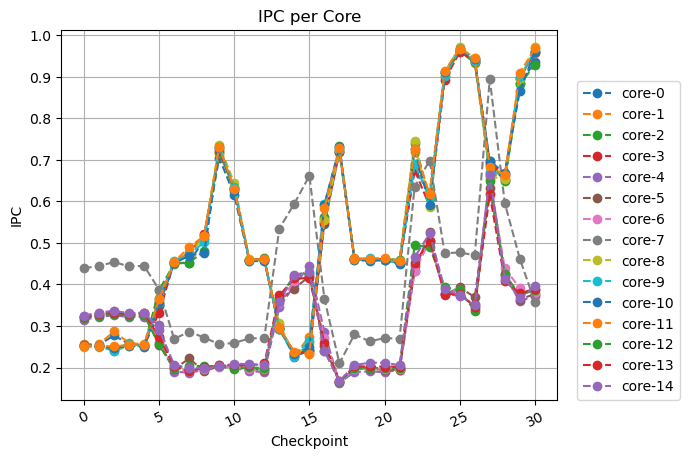 IPC per Core
1.0
0.9
0.8
0.7
0.6
0.5
0.4
0.3
0.2
IPC
0
5
10
15
20
25
30
Checkpoint
core-0
core-1
core-2
core-3
core-4
core-5
core-6
core-7
core-8
core-9
core-10
core-11
core-12
core-13
core-14